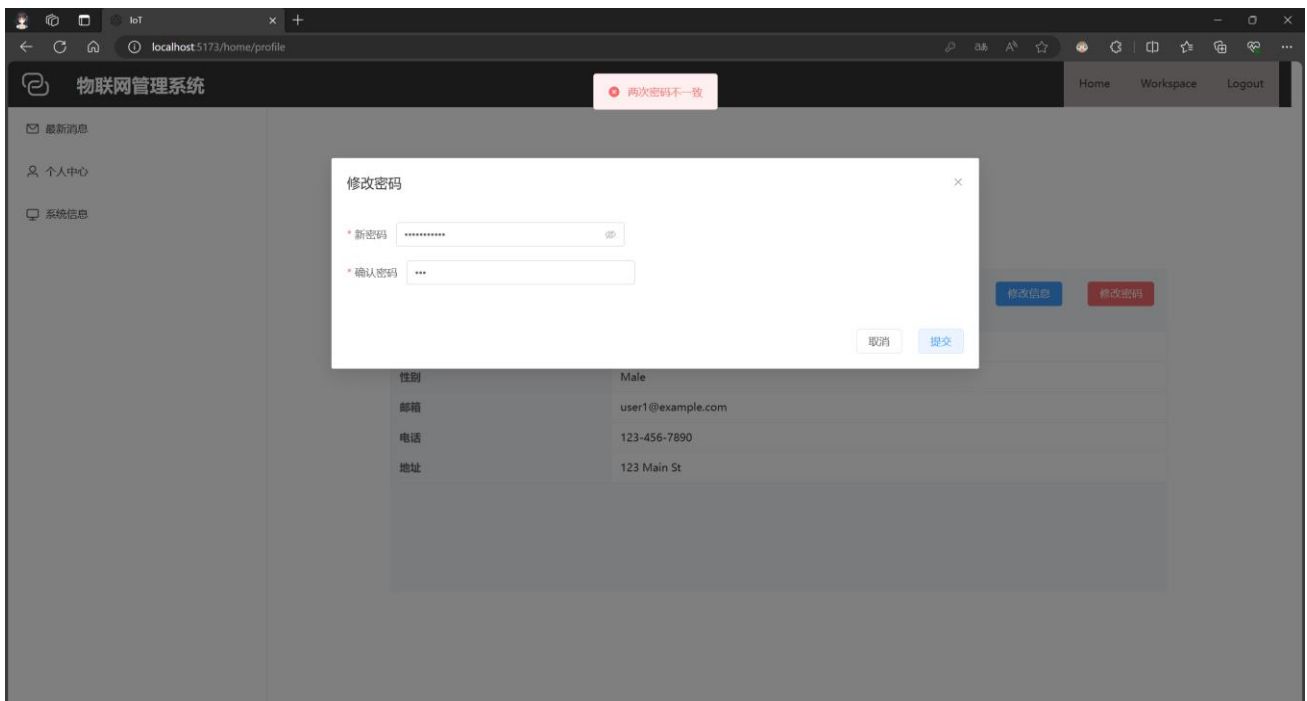 IoT
localhost:5173/home/profile
物联网管理系统
两次密码不一致
Home Workspace Logout
最新消息
个人中心
系统信息
修改密码
* 新密码 •••••••••••
* 确认密码 •••
取消 提交
修改信息 修改密码
性别 Male
邮箱 user1@example.com
电话 123-456-7890
地址 123 Main St